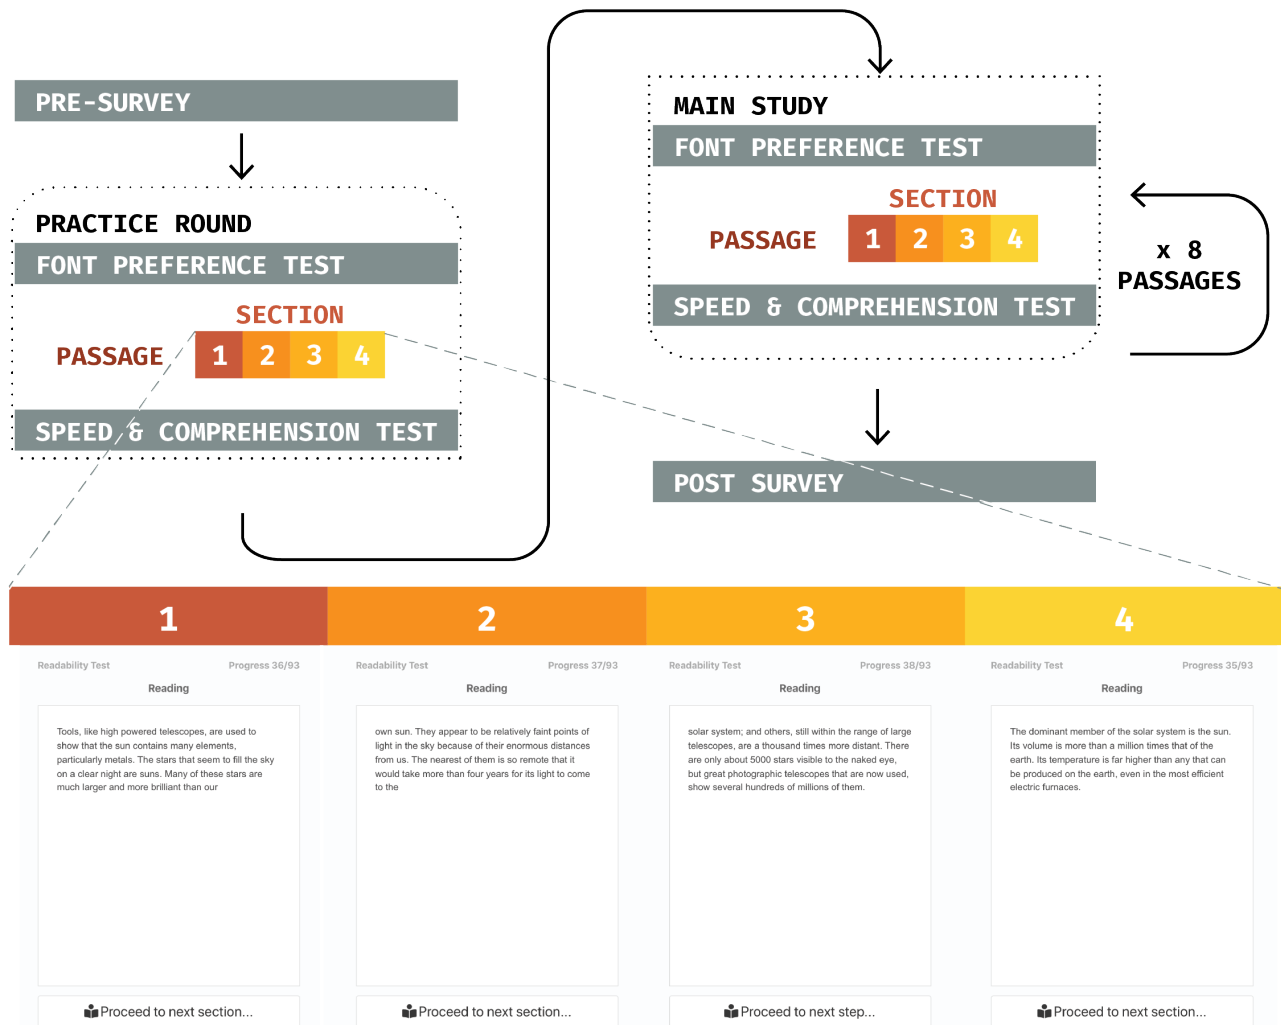 PRE-SURVEY
PRACTICE ROUND
FONT PREFERENCE TEST
SECTION
PASSAGE 1 2 3 4
SPEED & COMPREHENSION TEST
MAIN STUDY
FONT PREFERENCE TEST
SECTION
PASSAGE 1 2 3 4
SPEED & COMPREHENSION TEST
x 8
PASSAGES
POST SURVEY
1
Readability Test Progress 36/93
Reading
Tools, like high powered telescopes, are used to
show that the sun contains many elements,
particularly metals. The stars that seem to fill the sky
on a clear night are suns. Many of these stars are
much larger and more brilliant than our
Proceed to next section...
2
Readability Test Progress 37/93
Reading
own sun. They appear to be relatively faint points of
light in the sky because of their enormous distances
from us. The nearest of them is so remote that it
would take more than four years for its light to come
to the
Proceed to next section...
3
Readability Test Progress 38/93
Reading
solar system; and others, still within the range of large
telescopes, are a thousand times more distant. There
are only about 5000 stars visible to the naked eye,
but great photographic telescopes that are now used,
show several hundreds of millions of them.
Proceed to next step...
4
Readability Test Progress 35/93
Reading
The dominant member of the solar system is the sun.
Its volume is more than a million times that of the
earth. Its temperature is far higher than any that can
be produced on the earth, even in the most efficient
electric furnaces.
Proceed to next section...